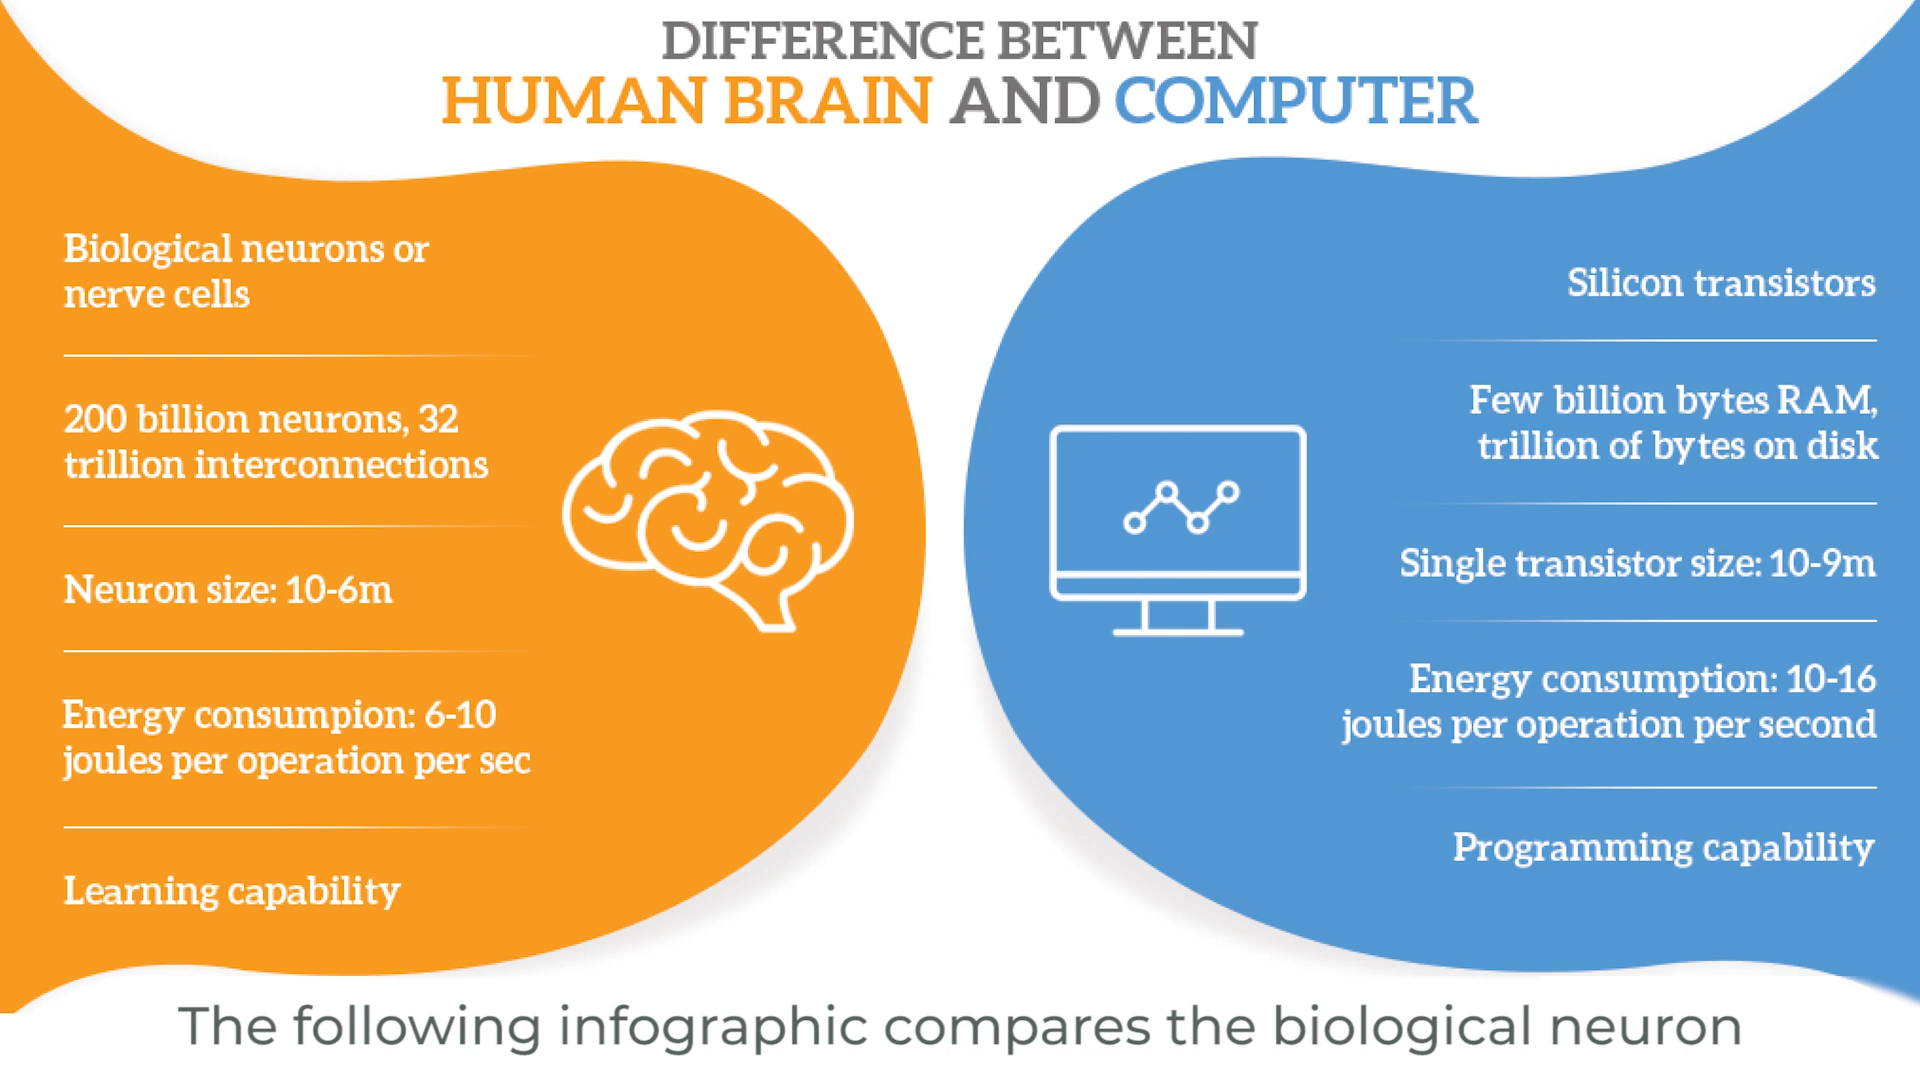 DIFFERENCE BETWEEN
HUMAN BRAIN AND COMPUTER
Biological neurons or
nerve cells
200 billion neurons, 32
trillion interconnections
Neuron size: 10-6m
Energy consumpion: 6-10
joules per operation per sec
Learning capability
Silicon transistors
Few billion bytes RAM,
trillion of bytes on disk
Single transistor size: 10-9m
Energy consumption: 10-16
joules per operation per second
Programming capability
The following infographic compares the biological neuron